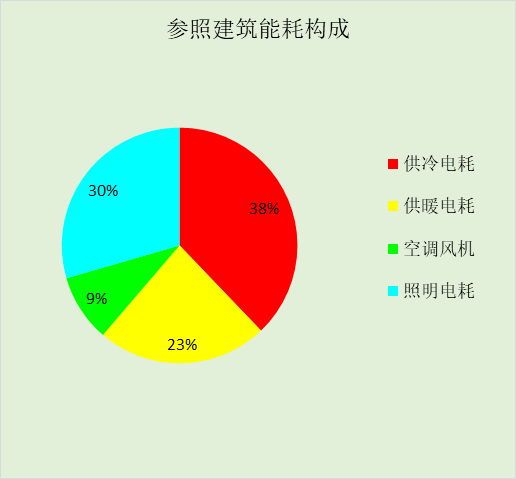 参照建筑能耗构成
30%
38%
9%
23%
供冷电耗
供暖电耗
空调风机
照明电耗